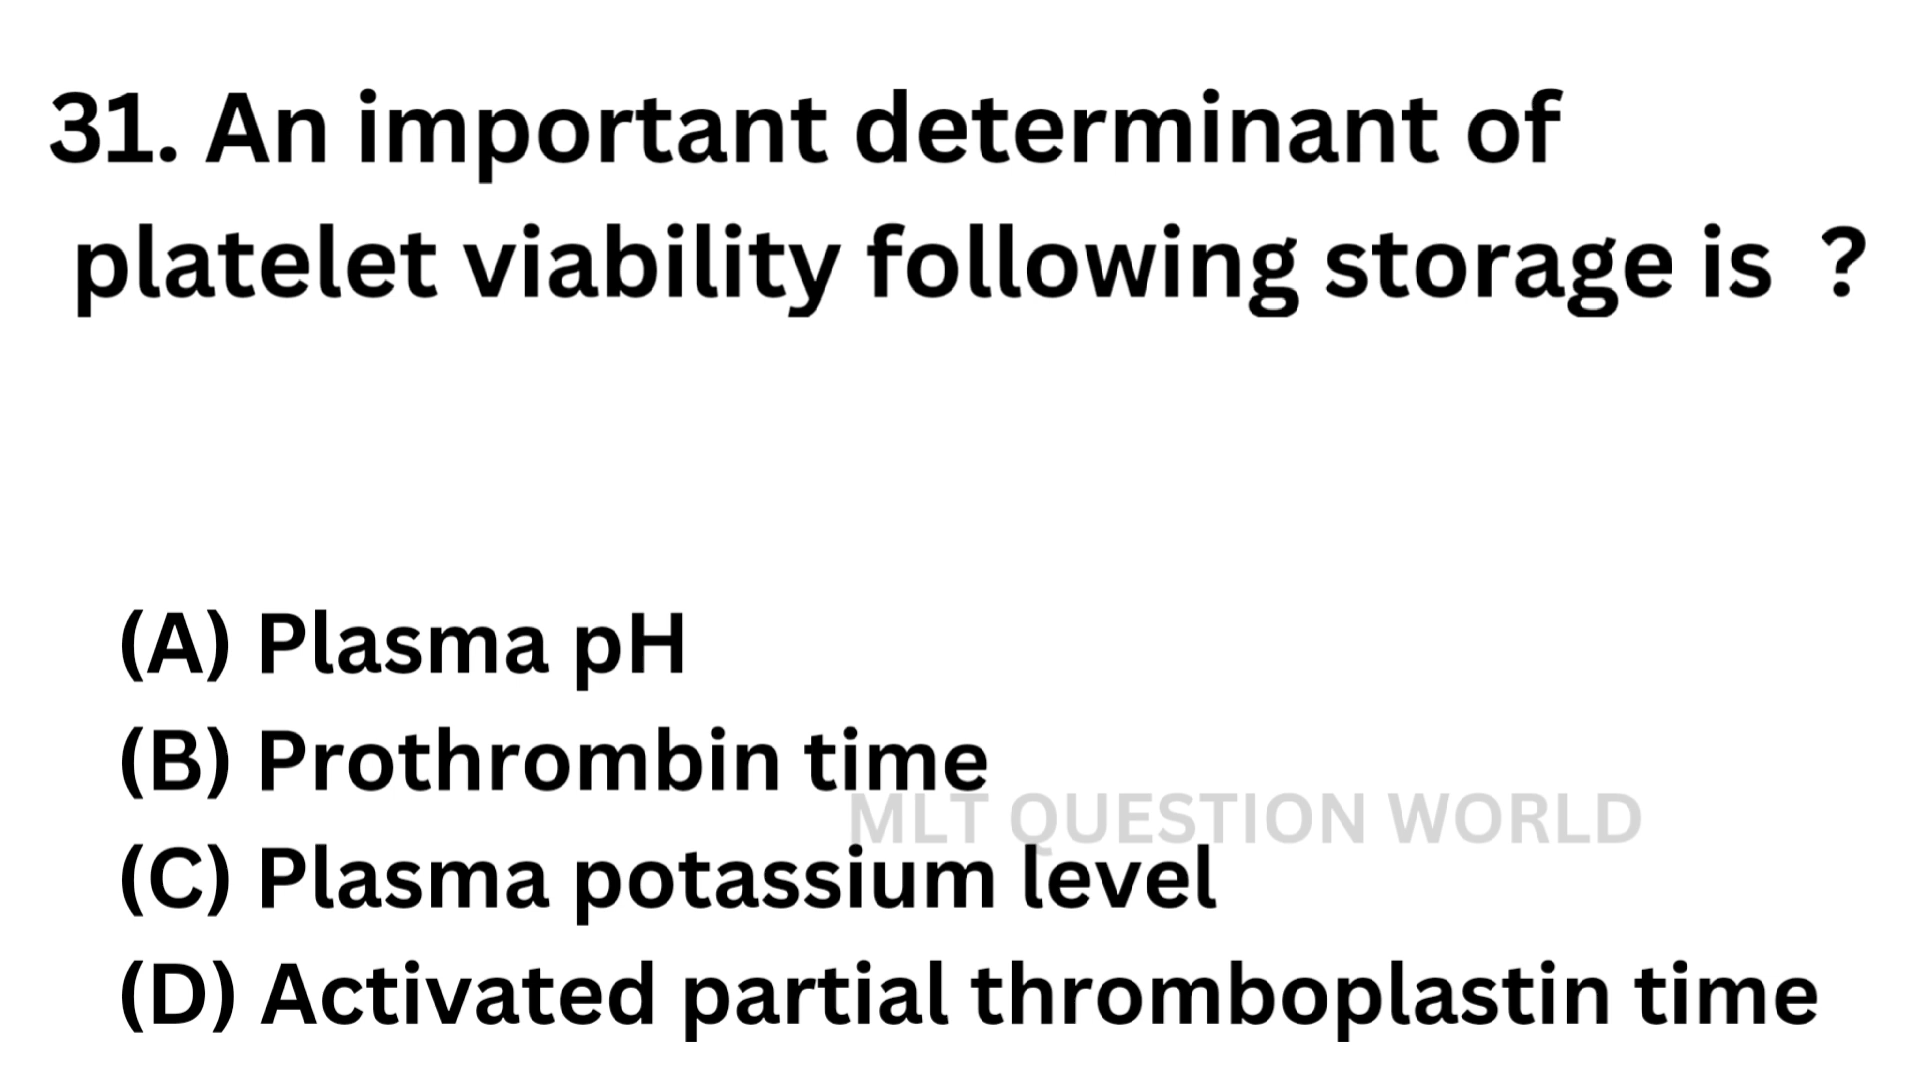 31. An important determinant of
platelet viability following storage is ?
(A) Plasma pH
(B) Prothrombin time
MLT QUESTION WORLD
(C) Plasma potassium level
(D) Activated partial thromboplastin time